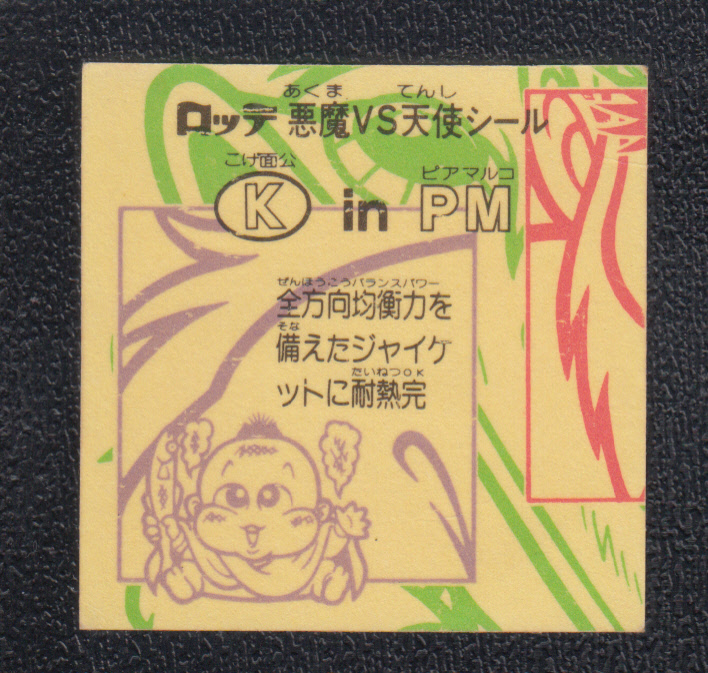 あくま てんし
ロッテ 悪魔VS天使シール
こげ面公 ピアマルコ
K in PM
ぜんほうこうバランスパワー
全方向均衡力を
そな
備えたジャイケ
たいねつOK
ットに耐熱完